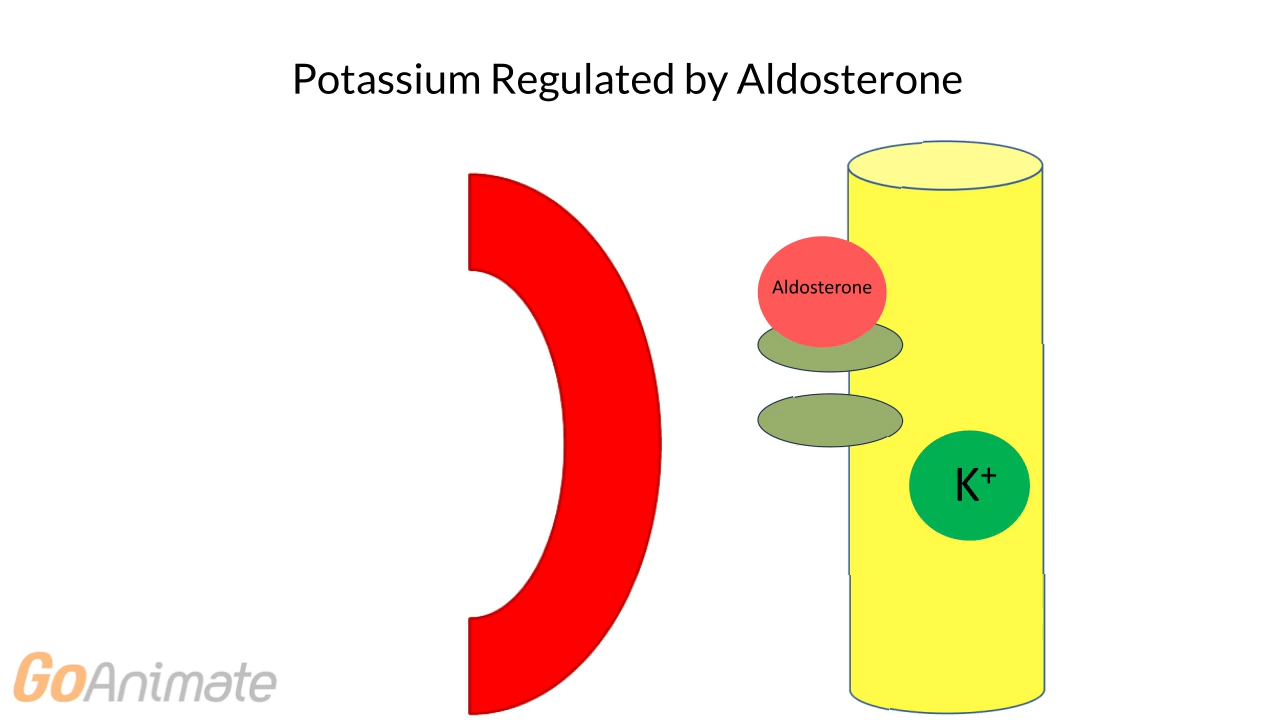 Potassium Regulated by Aldosterone
Aldosterone
K⁺
GoAnimate